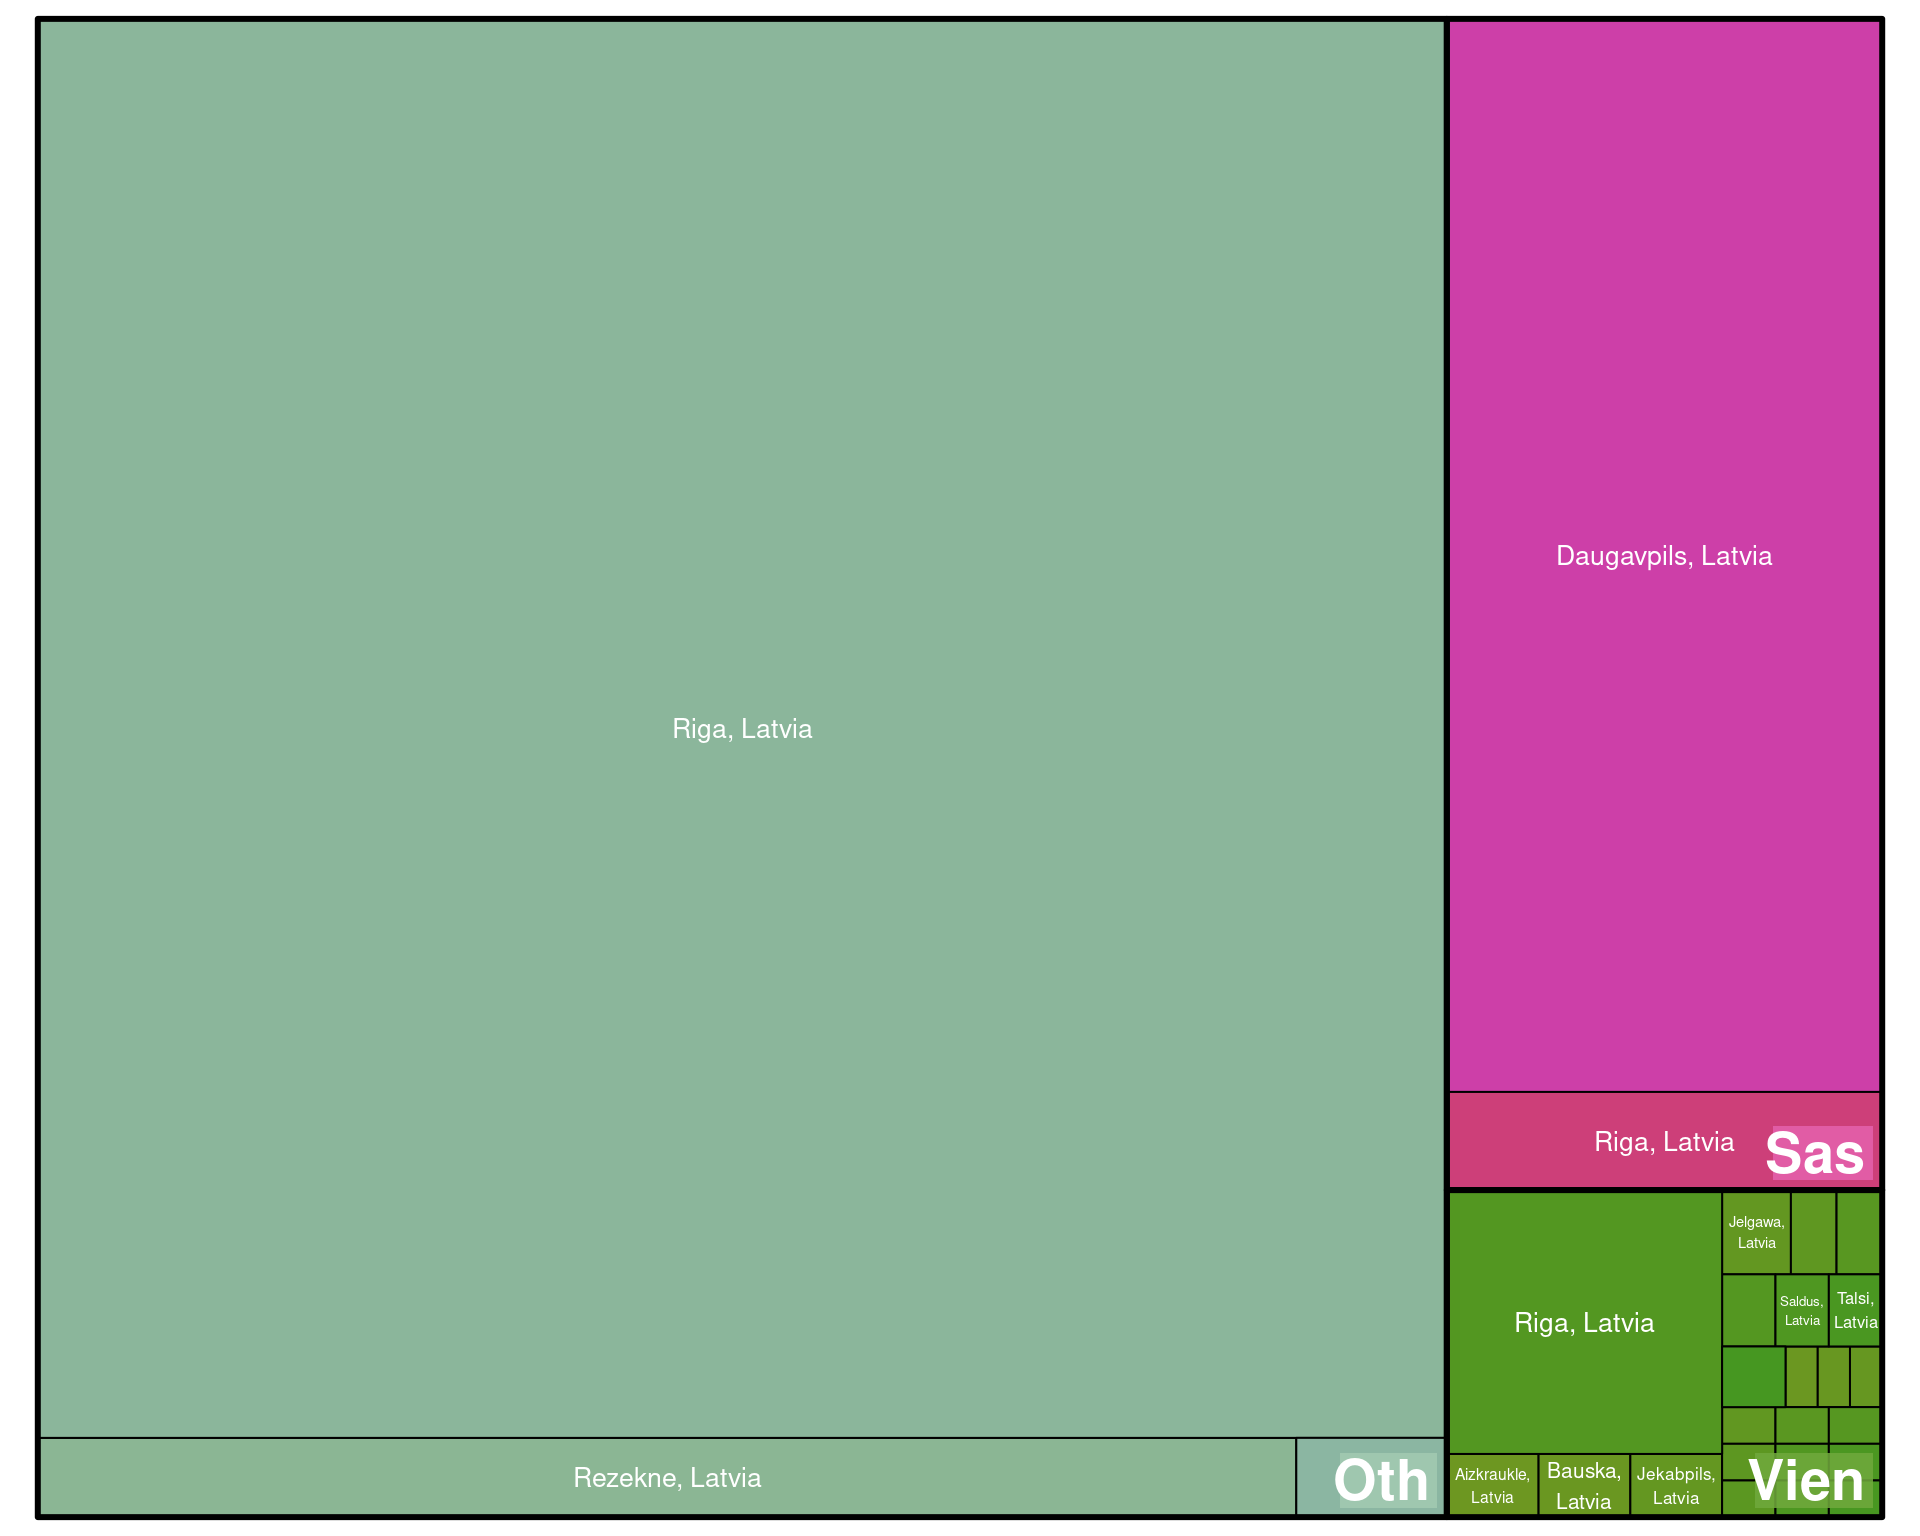 Riga, Latvia
Rezekne, Latvia
Oth
Daugavpils, Latvia
Riga, Latvia
Sas
Riga, Latvia
Jelgawa,
Latvia
Saldus,
Latvia
Talsi,
Latvia
Aizkraukle,
Latvia
Bauska,
Latvia
Jekabpils,
Latvia
Vien